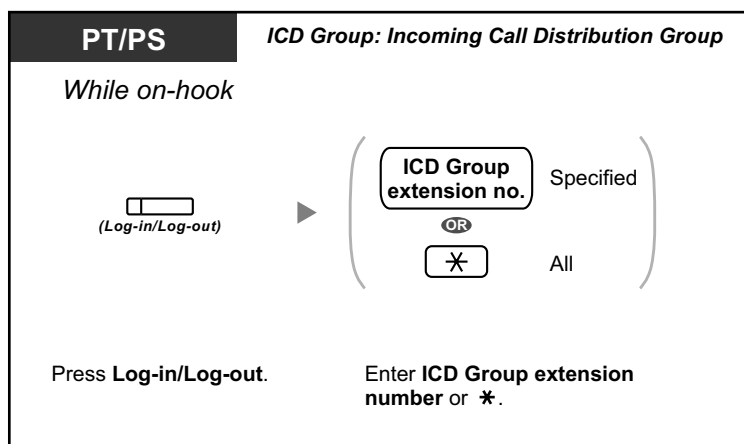 PT/PS
ICD Group: Incoming Call Distribution Group
While on-hook
(Log-in/Log-out)
ICD Group
extension no.
Specified
OR
All
Press Log-in/Log-out.
Enter ICD Group extension
number or *.